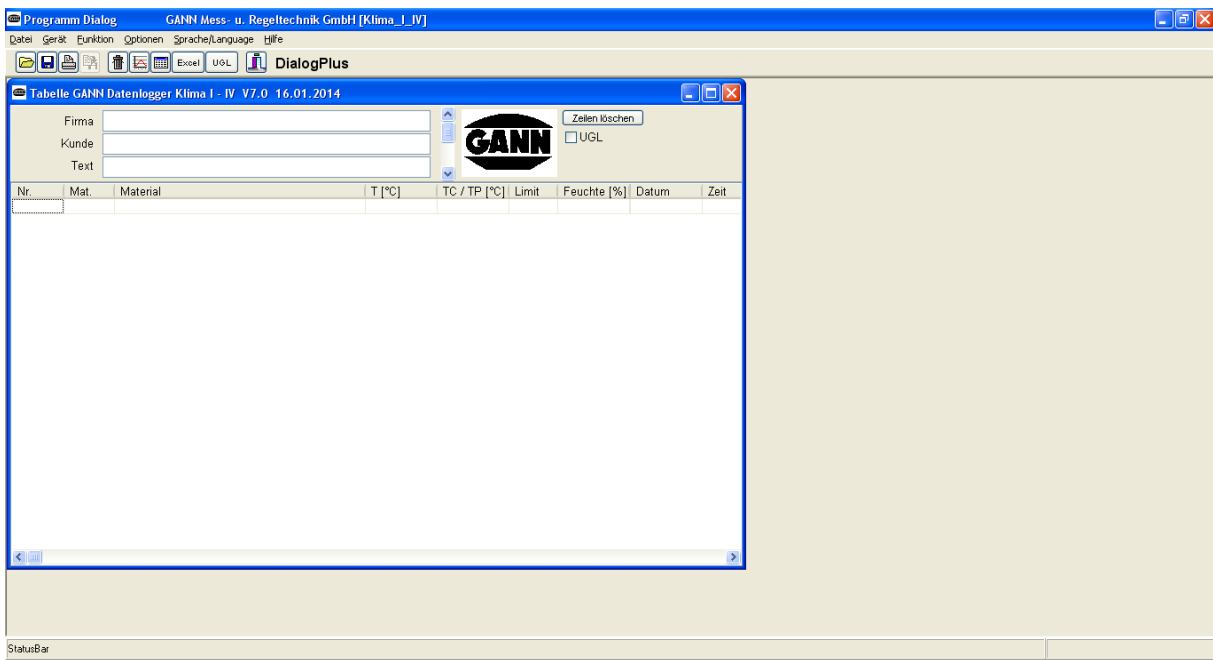 Programm Dialog GANN Mess- u. Regeltechnik GmbH [Klima_I_IV]
Datei Gerät Funktion Optionen Sprache/Language Hilfe
Excel UGL DialogPlus
Tabelle GANN Datenlogger Klima I - IV V7.0 16.01.2014
Firma
Kunde
Text
GANN
Zeilen löschen
UGL
Nr. Mat. Material T [°C] TC / TP [°C] Limit Feuchte [%] Datum Zeit
StatusBar